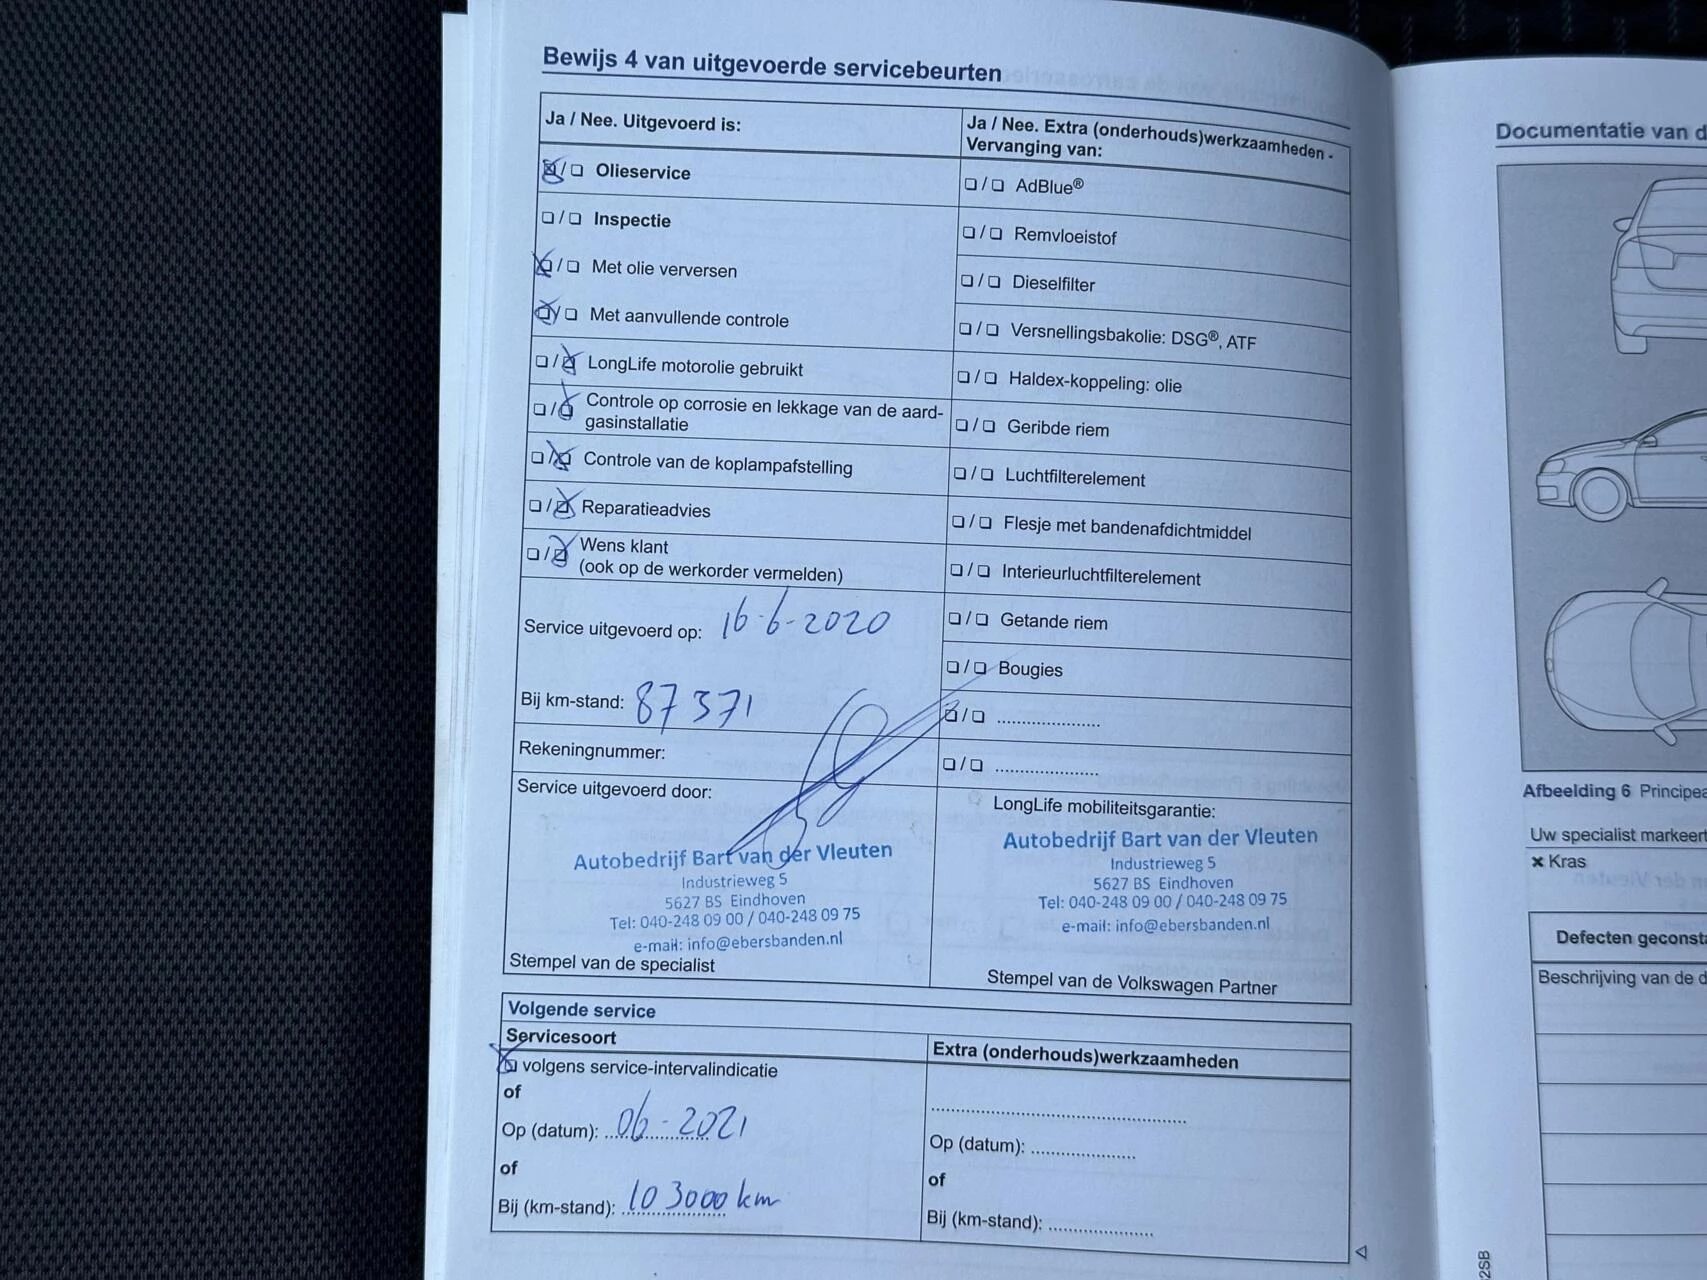 Bewijs 4 van uitgevoerde servicebeurten
Ja / Nee. Uitgevoerd is:
Olieservice
Inspectie
Met olie verversen
Met aanvullende controle
LongLife motorolie gebruikt
Controle op corrosie en lekkage van de aard-
gasinstallatie
Controle van de koplampafstelling
Reparatieadvies
Wens klant
(ook op de werkorder vermelden)
Service uitgevoerd op: 16-6-2020
Bij km-stand: 87371
Rekeningnummer:
Service uitgevoerd door:
Autobedrijf Bart van der Vleuten
Industrieweg 5
5627 BS Eindhoven
Tel: 040-248 09 00 / 040-248 09 75
e-mail: info@ebersbanden.nl
Stempel van de specialist
Ja / Nee. Extra (onderhouds)werkzaamheden -
Vervanging van:
AdBlue®
Remvloeistof
Dieselfilter
Versnellingsbakolie: DSG®, ATF
Haldex-koppeling: olie
Geribde riem
Luchtfilterelement
Flesje met bandenafdichtmiddel
Interieurluchtfilterelement
Getande riem
Bougies
LongLife mobiliteitsgarantie:
Autobedrijf Bart van der Vleuten
Industrieweg 5
5627 BS Eindhoven
Tel: 040-248 09 00 / 040-248 09 75
e-mail: info@ebersbanden.nl
Stempel van de Volkswagen Partner
Volgende service
Servicesoort
volgens service-intervalindicatie
of
Op (datum): 06-2021
of
Bij (km-stand): 103000 km
Extra (onderhouds)werkzaamheden
Op (datum):
of
Bij (km-stand):
Documentatie van d
Afbeelding 6 Principea
Uw specialist markeert
× Kras
Defecten geconsta
Beschrijving van de d
2SB